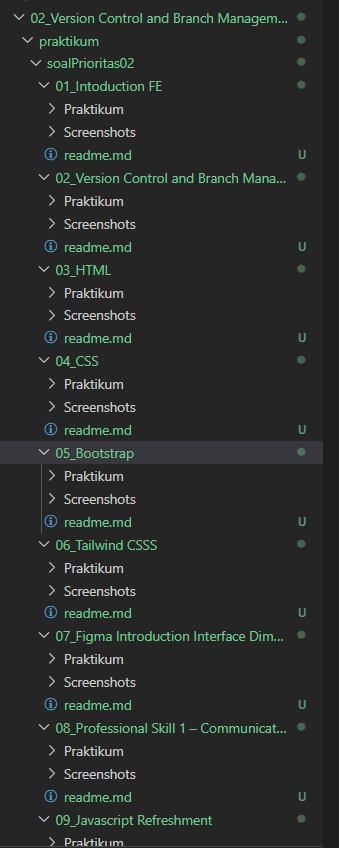 02_Version Control and Branch Managem...
praktikum
soalPrioritas02
01_Intoduction FE
Praktikum
Screenshots
readme.md U
02_Version Control and Branch Mana...
Praktikum
Screenshots
readme.md U
03_HTML
Praktikum
Screenshots
readme.md U
04_CSS
Praktikum
Screenshots
readme.md U
05_Bootstrap
Praktikum
Screenshots
readme.md U
06_Tailwind CSSS
Praktikum
Screenshots
readme.md U
07_Figma Introduction Interface Dim...
Praktikum
Screenshots
readme.md U
08_Professional Skill 1 – Communicat...
Praktikum
Screenshots
readme.md U
09_Javascript Refreshment
Praktikum